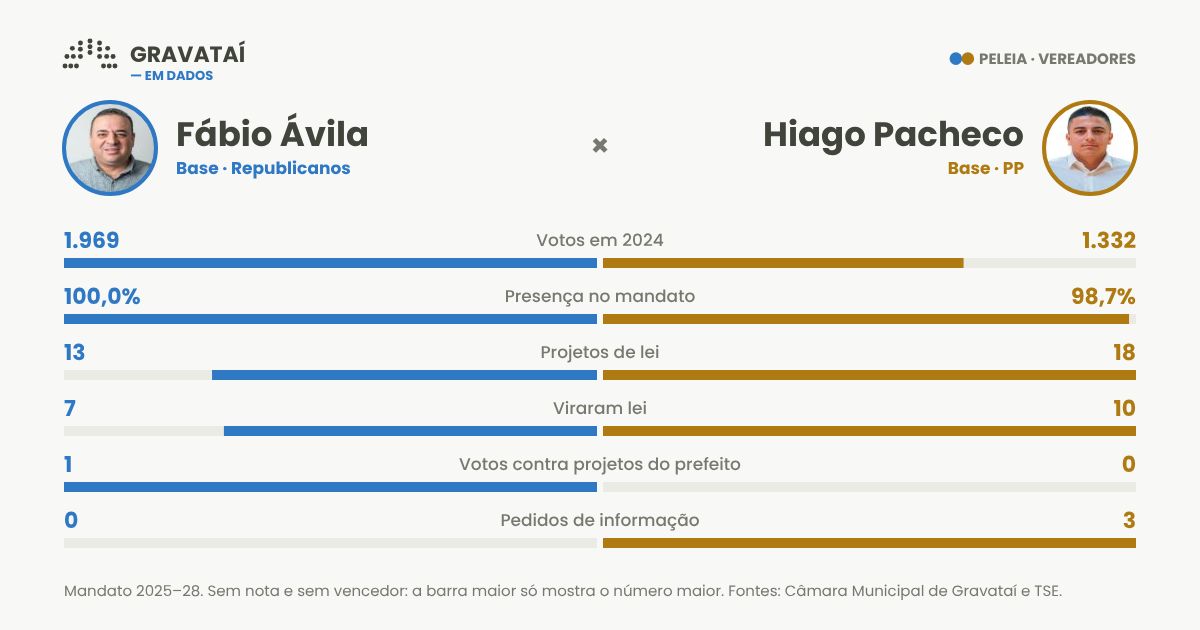 GRAVATAÍ
— EM DADOS
PELEIA · VEREADORES
Fábio Ávila
Base · Republicanos
×
Hiago Pacheco
Base · PP
1.969 Votos em 2024 1.332
100,0% Presença no mandato 98,7%
13 Projetos de lei 18
7 Viraram lei 10
1 Votos contra projetos do prefeito 0
0 Pedidos de informação 3
Mandato 2025–28. Sem nota e sem vencedor: a barra maior só mostra o número maior. Fontes: Câmara Municipal de Gravataí e TSE.